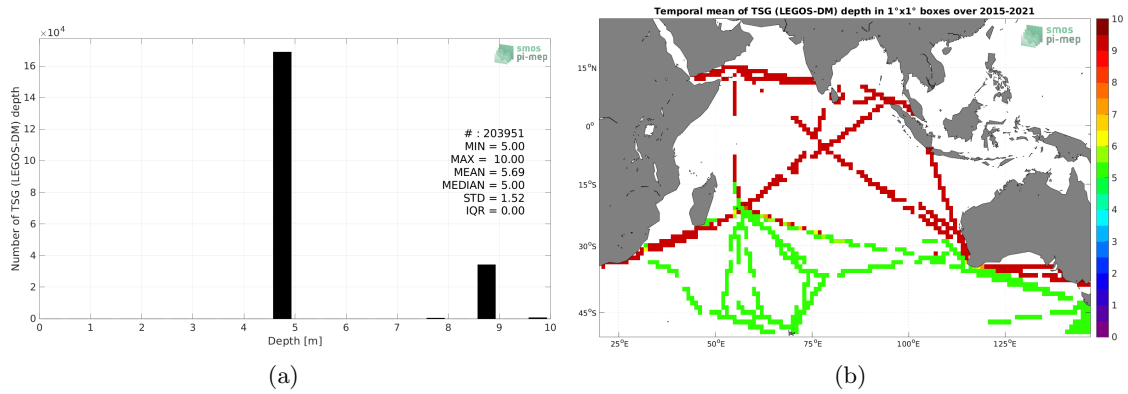 ×10⁴
16
14
12
10
8
6
4
2
0
Number of TSG (LEGOS-DM) depth
smos
pi-mep
# : 203951
MIN = 5.00
MAX = 10.00
MEAN = 5.69
MEDIAN = 5.00
STD = 1.52
IQR = 0.00
0 1 2 3 4 5 6 7 8 9 10
Depth [m]
(a)
Temporal mean of TSG (LEGOS-DM) depth in 1°x1° boxes over 2015-2021
smos
pi-mep
15°N
0°
15°S
30°S
45°S
25°E 50°E 75°E 100°E 125°E
10
9
8
7
6
5
4
3
2
1
0
(b)